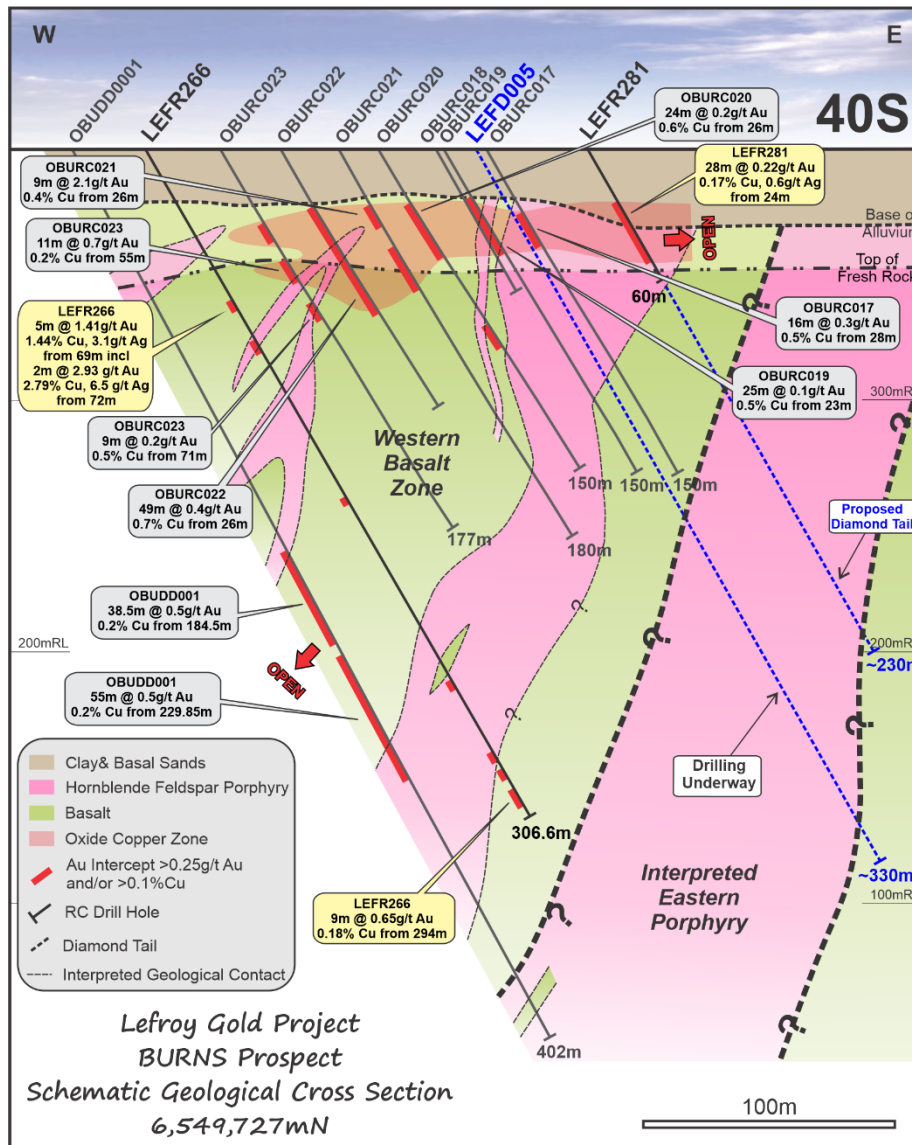 W
E
40S
OBUDD0001
LEFR266
OBURC023
OBURC022
OBURC021
OBURC020
OBURC018
OBURC019
LEFD005
OBURC017
LEFR281
OBURC020
24m @ 0.2g/t Au
0.6% Cu from 26m
LEFR281
28m @ 0.22g/t Au
0.17% Cu, 0.6g/t Ag
from 24m
OBURC021
9m @ 2.1g/t Au
0.4% Cu from 26m
OBURC023
11m @ 0.7g/t Au
0.2% Cu from 55m
LEFR266
5m @ 1.41g/t Au
1.44% Cu, 3.1g/t Ag
from 69m incl
2m @ 2.93 g/t Au
2.79% Cu, 6.5 g/t Ag
from 72m
OBURC023
9m @ 0.2g/t Au
0.5% Cu from 71m
OBURC022
49m @ 0.4g/t Au
0.7% Cu from 26m
OBUDD001
38.5m @ 0.5g/t Au
0.2% Cu from 184.5m
OBUDD001
55m @ 0.5g/t Au
0.2% Cu from 229.85m
OPEN
OPEN
Base of
Alluvium
Top of
Fresh Rock
60m
OBURC017
16m @ 0.3g/t Au
0.5% Cu from 28m
OBURC019
25m @ 0.1g/t Au
0.5% Cu from 23m
300mR
Western
Basalt
Zone
177m
180m
150m
150m
150m
?
?
?
?
?
?
?
?
?
Proposed
Diamond Tail
200mRL
200mR
~230m
Drilling
Underway
~330m
100mR
306.6m
LEFR266
9m @ 0.65g/t Au
0.18% Cu from 294m
Interpreted
Eastern
Porphyry
402m
Clay& Basal Sands
Hornblende Feldspar Porphyry
Basalt
Oxide Copper Zone
Au Intercept >0.25g/t Au
and/or >0.1%Cu
RC Drill Hole
Diamond Tail
Interpreted Geological Contact
Lefroy Gold Project
BURNS Prospect
Schematic Geological Cross Section
6,549,727mN
100m